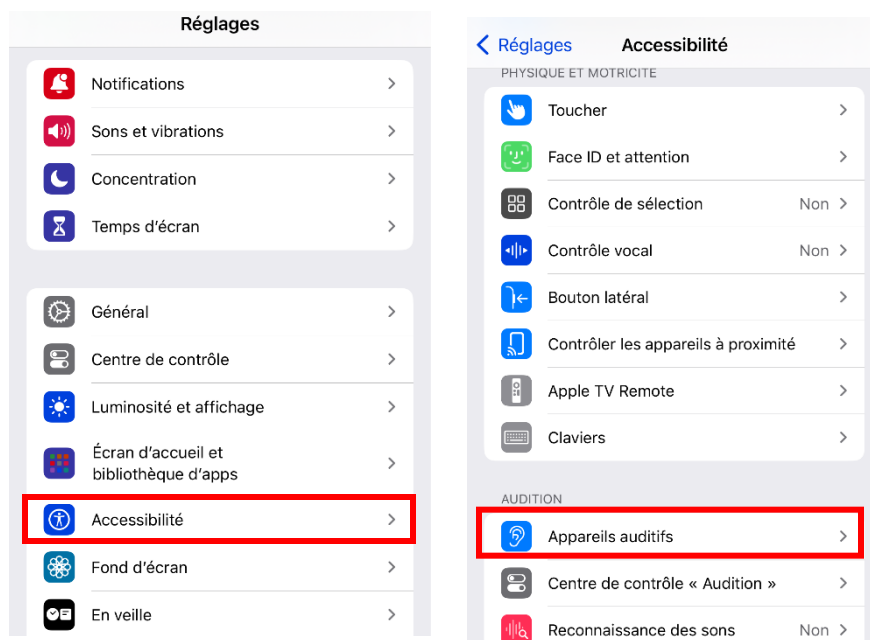 Réglages
Notifications
Sons et vibrations
Concentration
Temps d'écran
Général
Centre de contrôle
Luminosité et affichage
Écran d'accueil et
bibliothèque d'apps
Accessibilité
Fond d'écran
En veille
Réglages Accessibilité
PHYSIQUE ET MOTRICITÉ
Toucher
Face ID et attention
Contrôle de sélection Non
Contrôle vocal Non
Bouton latéral
Contrôler les appareils à proximité
Apple TV Remote
Claviers
AUDITION
Appareils auditifs
Centre de contrôle « Audition »
Reconnaissance des sons Non